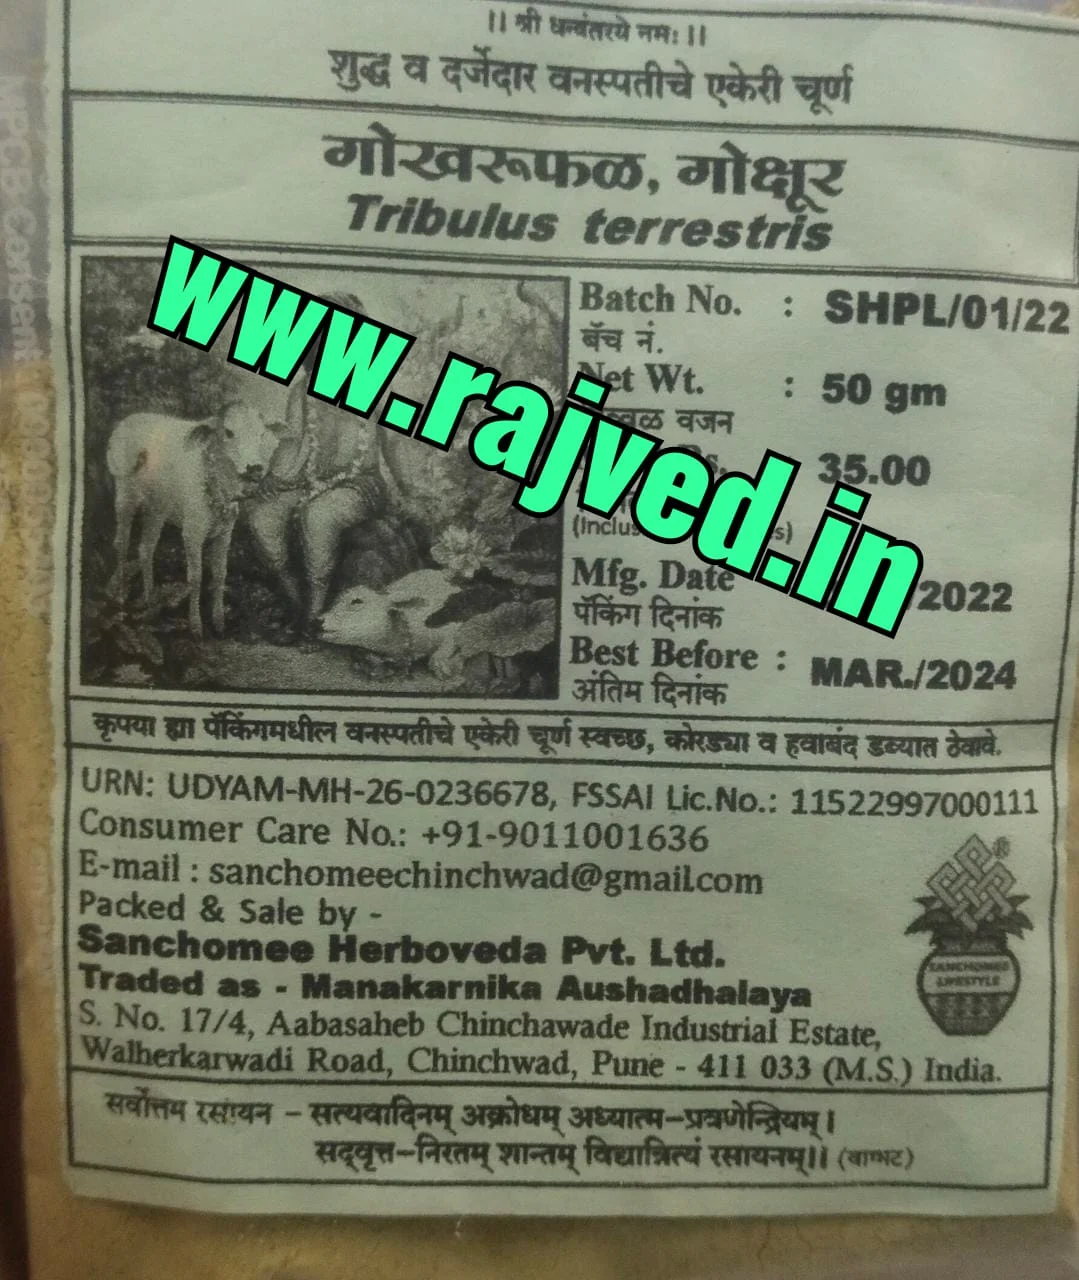 ।। श्री धन्वंतरये नमः ।।
शुद्ध व दर्जेदार वनस्पतीचे एकेरी चूर्ण
गोखरूफळ, गोक्षूर
Tribulus terrestris
Batch No. : SHPL/01/22
बॅच नं.
Net Wt. : 50 gm
वजन
35.00
Mfg. Date /2022
पॅकिंग दिनांक
Best Before : MAR./2024
अंतिम दिनांक
www.rajved.in
कृपया ह्या पॅकिंगमधील वनस्पतीचे एकेरी चूर्ण स्वच्छ, कोरड्या व हवाबंद डब्यात ठेवावे.
URN: UDYAM-MH-26-0236678, FSSAI Lic.No.: 11522997000111
Consumer Care No.: +91-9011001636
E-mail : sanchomeechinchwad@gmail.com
Packed & Sale by -
Sanchomee Herboveda Pvt. Ltd.
Traded as - Manakarnika Aushadhalaya
S. No. 17/4, Aabasaheb Chinchawade Industrial Estate,
Walherkarwadi Road, Chinchwad, Pune - 411 033 (M.S.) India.
SANCHOMEE
LIFESTYLE
सर्वोत्तम रसायन – सत्यवादिनम् अक्रोधम् अध्यात्म–प्रव्रणेन्द्रियम् ।
सद्‌वृत्त–निरतम् शान्तम् विद्यान्नित्यं रसायनम्।। (वाग्भट)